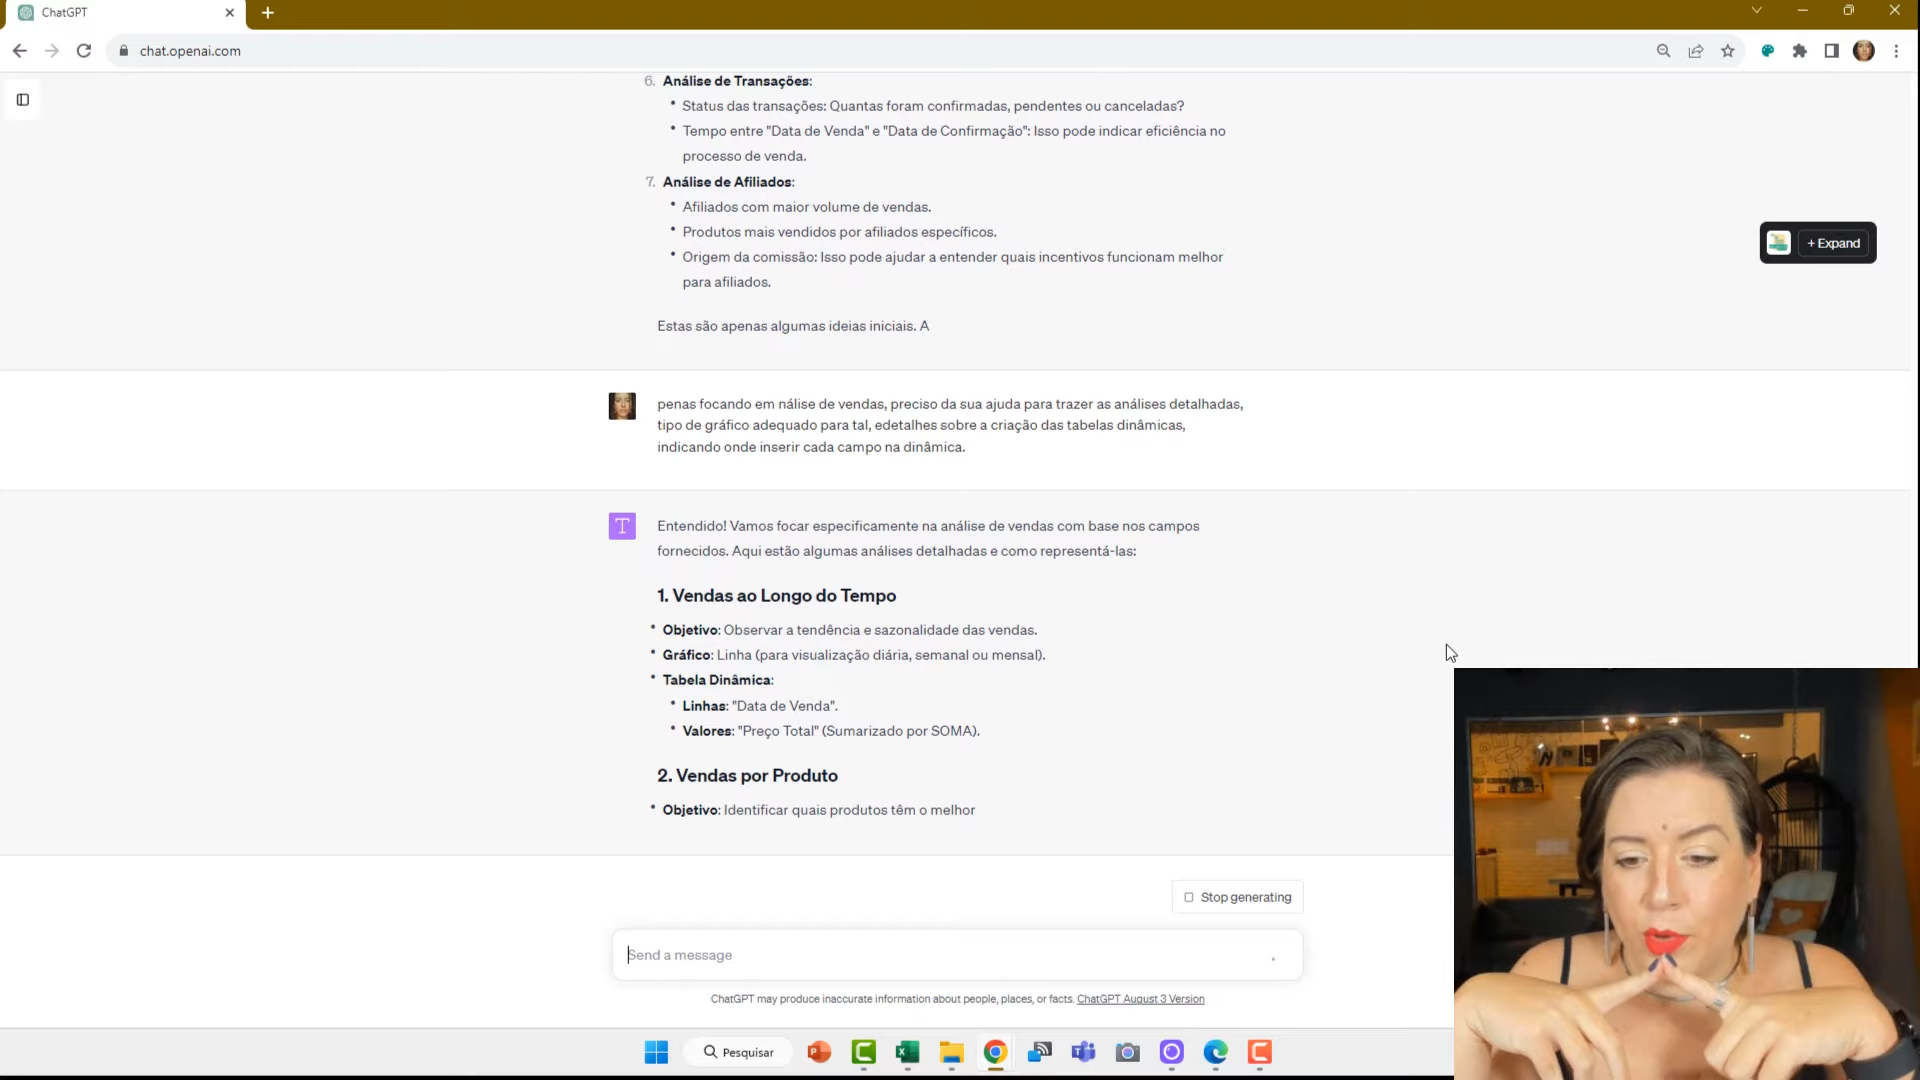 ChatGPT
chat.openai.com
6. Análise de Transações:
• Status das transações: Quantas foram confirmadas, pendentes ou canceladas?
• Tempo entre "Data de Venda" e "Data de Confirmação": Isso pode indicar eficiência no
processo de venda.
7. Análise de Afiliados:
• Afiliados com maior volume de vendas.
• Produtos mais vendidos por afiliados específicos.
• Origem da comissão: Isso pode ajudar a entender quais incentivos funcionam melhor
para afiliados.
+ Expand
Estas são apenas algumas ideias iniciais. A
penas focando em nálise de vendas, preciso da sua ajuda para trazer as análises detalhadas,
tipo de gráfico adequado para tal, edetalhes sobre a criação das tabelas dinâmicas,
indicando onde inserir cada campo na dinâmica.
T
Entendido! Vamos focar especificamente na análise de vendas com base nos campos
fornecidos. Aqui estão algumas análises detalhadas e como representá-las:
1. Vendas ao Longo do Tempo
• Objetivo: Observar a tendência e sazonalidade das vendas.
• Gráfico: Linha (para visualização diária, semanal ou mensal).
• Tabela Dinâmica:
• Linhas: "Data de Venda".
• Valores: "Preço Total" (Sumarizado por SOMA).
2. Vendas por Produto
• Objetivo: Identificar quais produtos têm o melhor
Stop generating
Send a message
ChatGPT may produce inaccurate information about people, places, or facts. ChatGPT August 3 Version
Pesquisar